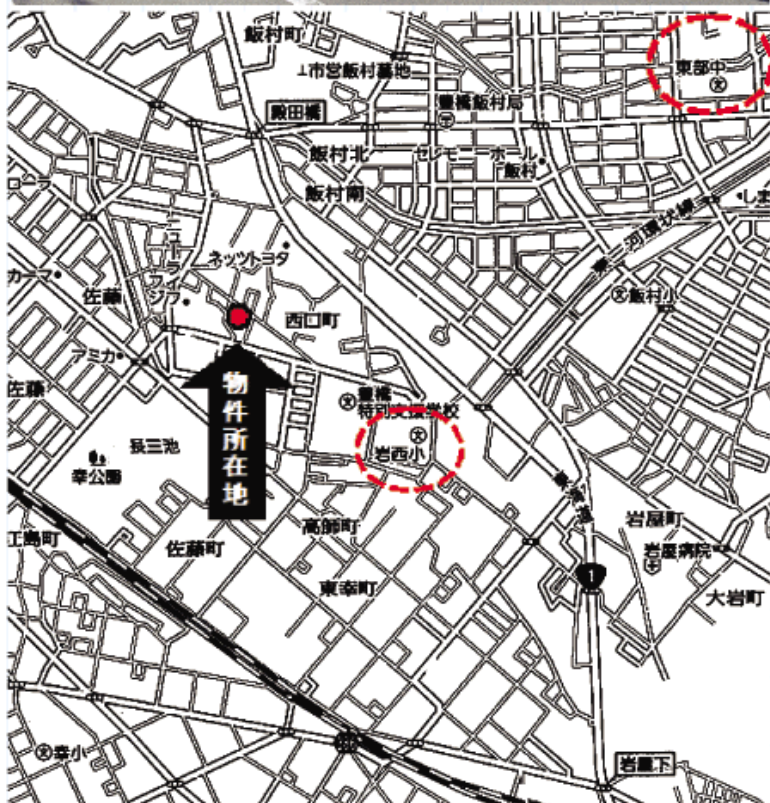 飯村町
市営飯村墓地
東部中
殿田橋
豊橋飯村局
飯村北
セレモニーホール
飯村
飯村南
ネッツトヨタ
カーマ
佐藤
西口町
飯村小
アミカ
物件所在地
佐藤
豊橋
特別支援学校
岩西小
長三池
幸公園
高師町
東海道
岩屋町
佐藤町
岩屋病院
東幸町
1
大岩町
幸小
岩屋下